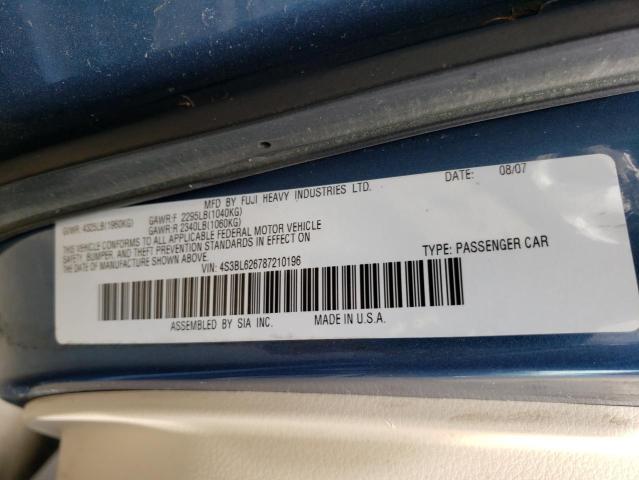 MFD BY FUJI HEAVY INDUSTRIES LTD.
DATE: 08/07
GVWR: 4325LB(1960KG)
GAWR:F 2295LB(1040KG)
GAWR:R 2340LB(1060KG)
THIS VEHICLE CONFORMS TO ALL APPLICABLE FEDERAL MOTOR VEHICLE
SAFETY, BUMPER, AND THEFT PREVENTION STANDARDS IN EFFECT ON
THE DATE OF MANUFACTURE SHOWN ABOVE.
VIN: 4S3BL626787210196
TYPE: PASSENGER CAR
ASSEMBLED BY SIA INC.
MADE IN U.S.A.